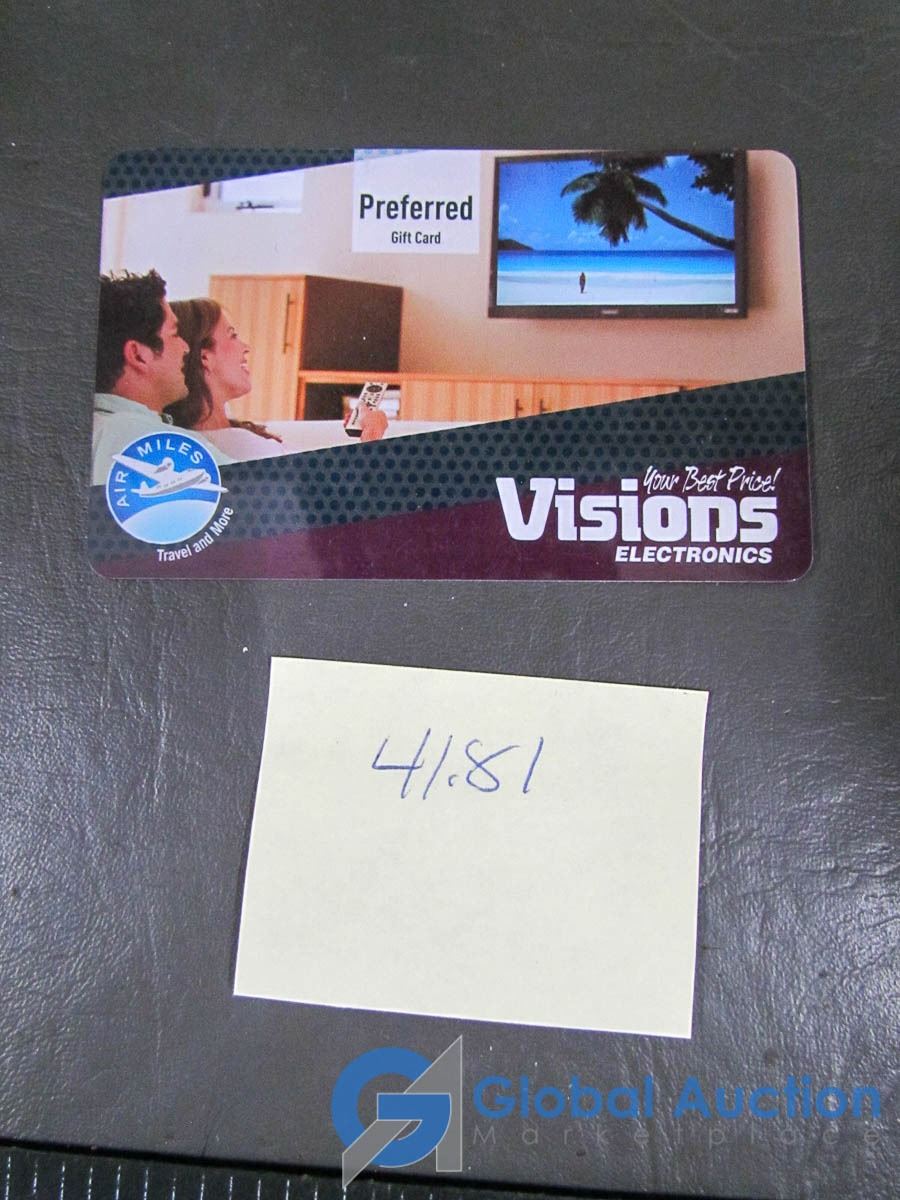 Preferred
Gift Card
AIR MILES
Travel and More
Your Best Price!
Visions
ELECTRONICS
41.81
Global Auction
Marketplace